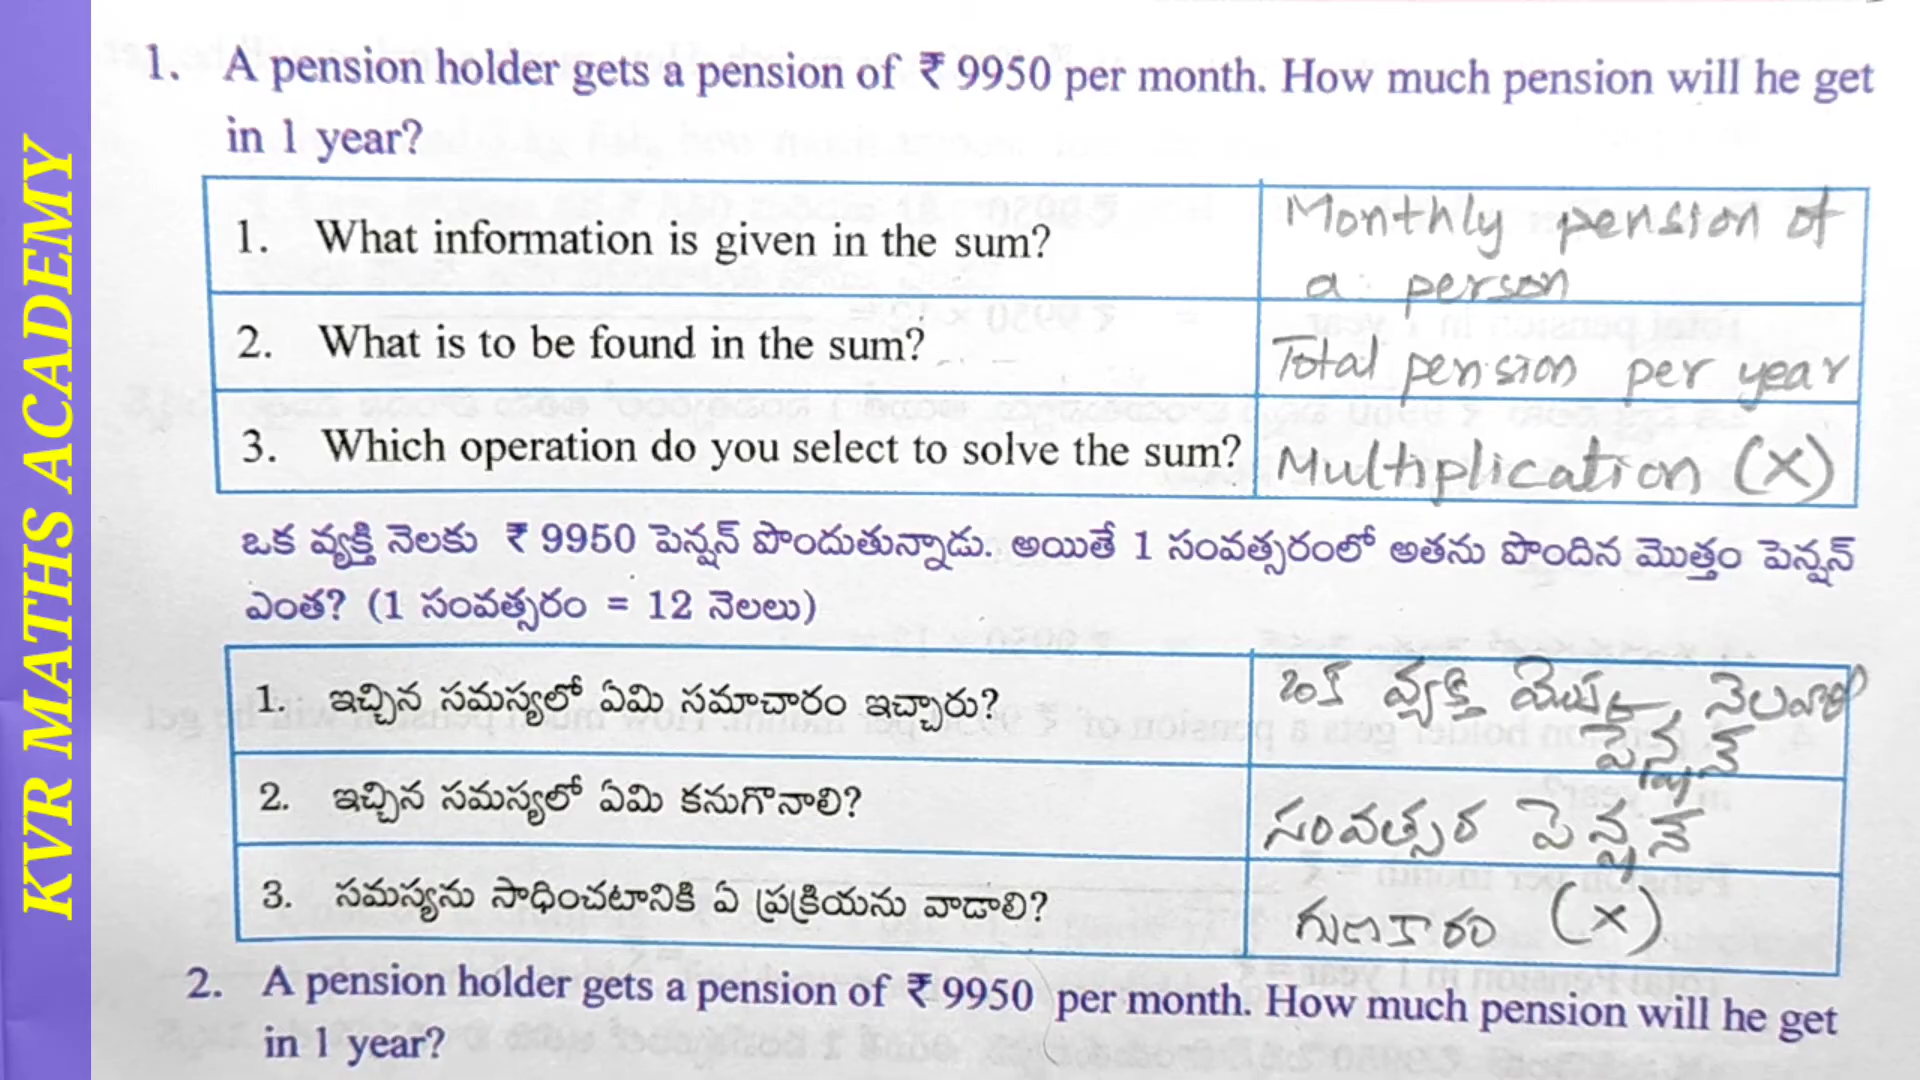 KVR MATHS ACADEMY
1. A pension holder gets a pension of ₹ 9950 per month. How much pension will he get
in 1 year?
1. What information is given in the sum? Monthly pension of
a person
2. What is to be found in the sum? Total pension per year
3. Which operation do you select to solve the sum? Multiplication (×)
ఒక వ్యక్తి నెలకు ₹ 9950 పెన్షన్ పొందుతున్నాడు. అయితే 1 సంవత్సరంలో అతను పొందిన మొత్తం పెన్షన్
ఎంత? (1 సంవత్సరం = 12 నెలలు)
1. ఇచ్చిన సమస్యలో ఏమి సమాచారం ఇచ్చారు? ఒక వ్యక్తి యొక్క నెలవారీ
పెన్షన్
2. ఇచ్చిన సమస్యలో ఏమి కనుగొనాలి? సంవత్సర పెన్షన్
3. సమస్యను సాధించటానికి ఏ ప్రక్రియను వాడాలి? గుణకారం (×)
2. A pension holder gets a pension of ₹ 9950 per month. How much pension will he get
in 1 year?